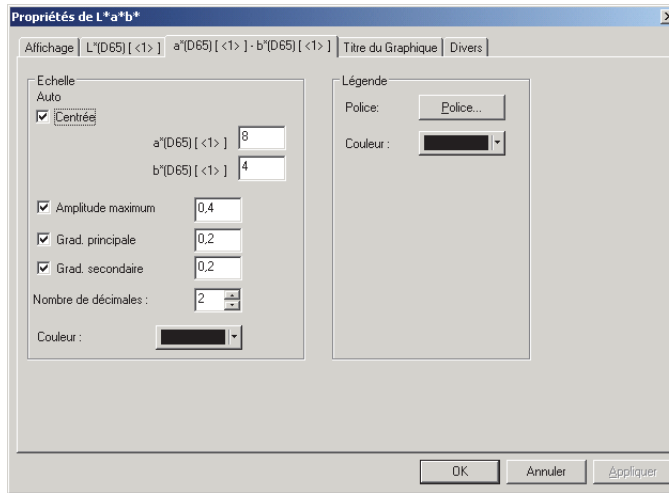 Propriétés de L*a*b*
Affichage L*(D65) [ <1> ] a*(D65) [ <1> ] - b*(D65) [ <1> ] Titre du Graphique Divers
Echelle
Auto
Centrée
a*(D65) [ <1> ] 8
b*(D65) [ <1> ] 4
Amplitude maximum 0,4
Grad. principale 0,2
Grad. secondaire 0,2
Nombre de décimales : 2
Couleur :
Légende
Police: Police...
Couleur :
OK Annuler Appliquer